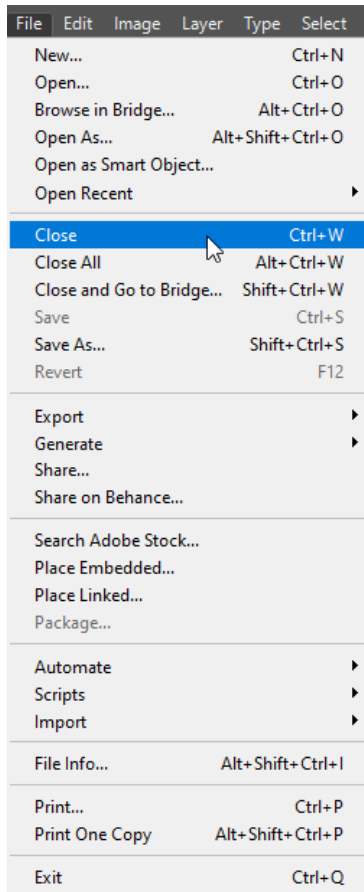 File Edit Image Layer Type Select
New... Ctrl+N
Open... Ctrl+O
Browse in Bridge... Alt+Ctrl+O
Open As... Alt+Shift+Ctrl+O
Open as Smart Object...
Open Recent
Close Ctrl+W
Close All Alt+Ctrl+W
Close and Go to Bridge... Shift+Ctrl+W
Save Ctrl+S
Save As... Shift+Ctrl+S
Revert F12
Export
Generate
Share...
Share on Behance...
Search Adobe Stock...
Place Embedded...
Place Linked...
Package...
Automate
Scripts
Import
File Info... Alt+Shift+Ctrl+I
Print... Ctrl+P
Print One Copy Alt+Shift+Ctrl+P
Exit Ctrl+Q